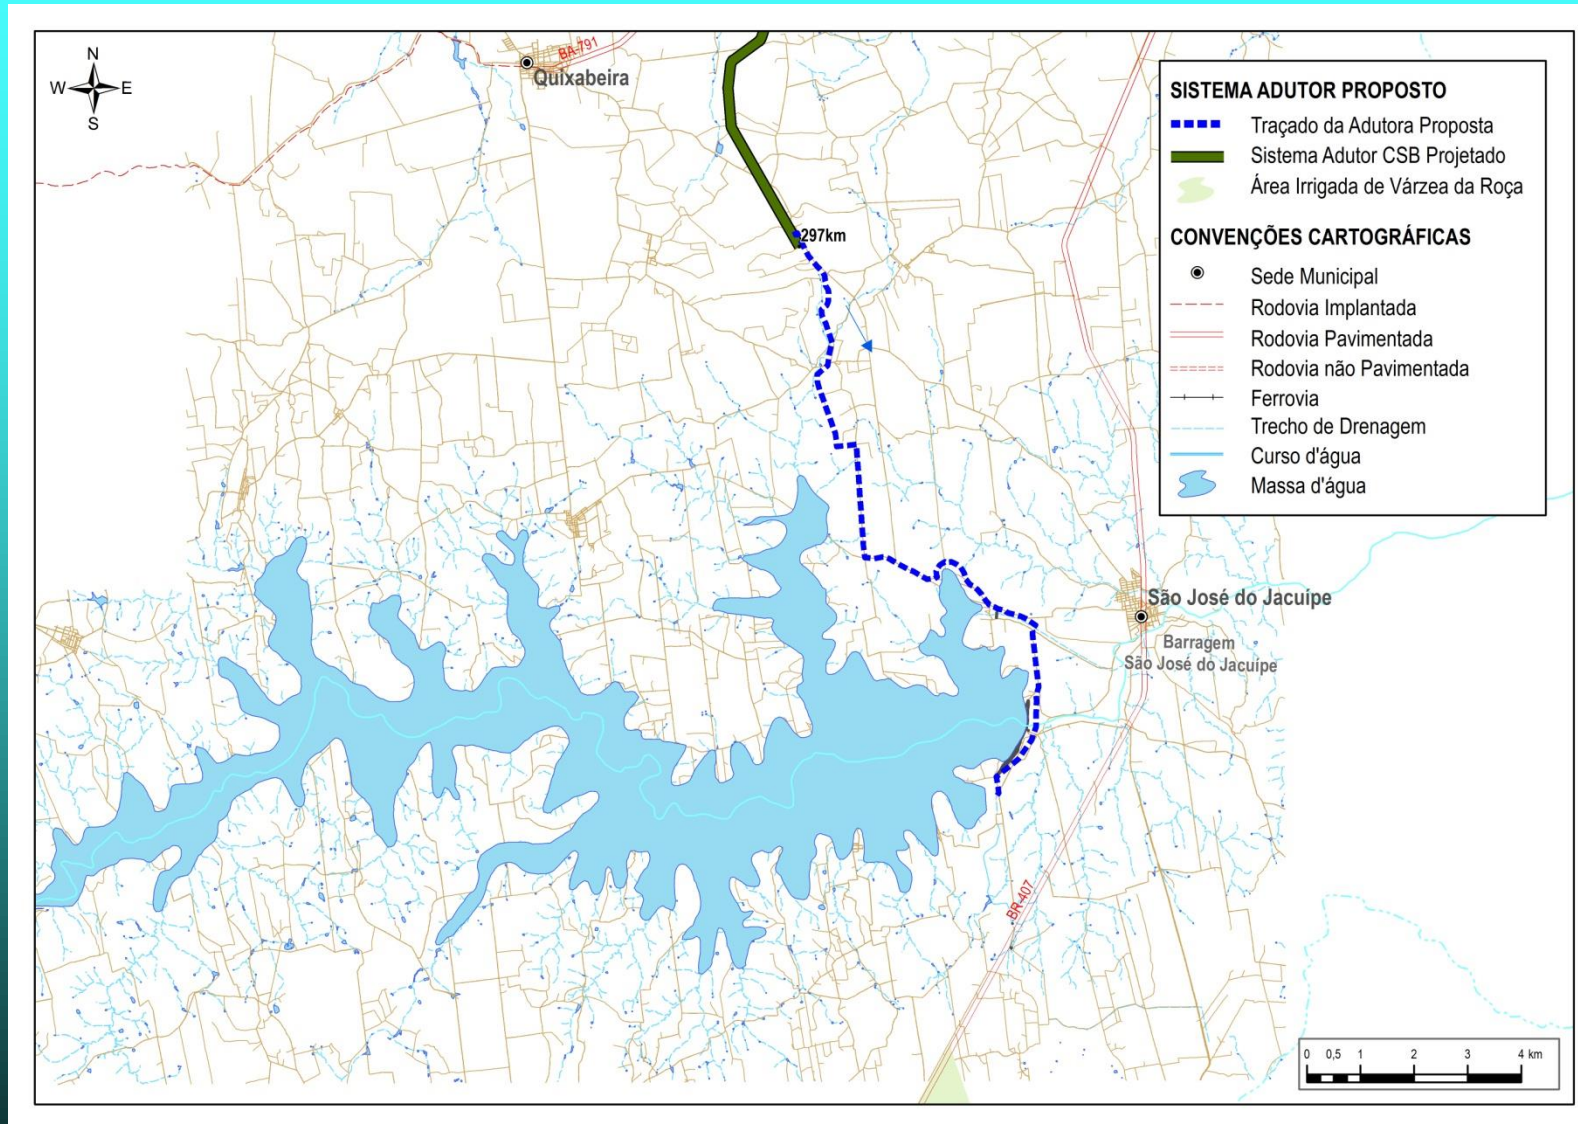 N
W E
S
BA-791
Quixabeira
297km
SISTEMA ADUTOR PROPOSTO
Traçado da Adutora Proposta
Sistema Adutor CSB Projetado
Área Irrigada de Várzea da Roça
CONVENÇÕES CARTOGRÁFICAS
Sede Municipal
Rodovia Implantada
Rodovia Pavimentada
Rodovia não Pavimentada
Ferrovia
Trecho de Drenagem
Curso d'água
Massa d'água
São José do Jacuípe
Barragem
São José do Jacuípe
BR-407
0 0,5 1 2 3 4 km